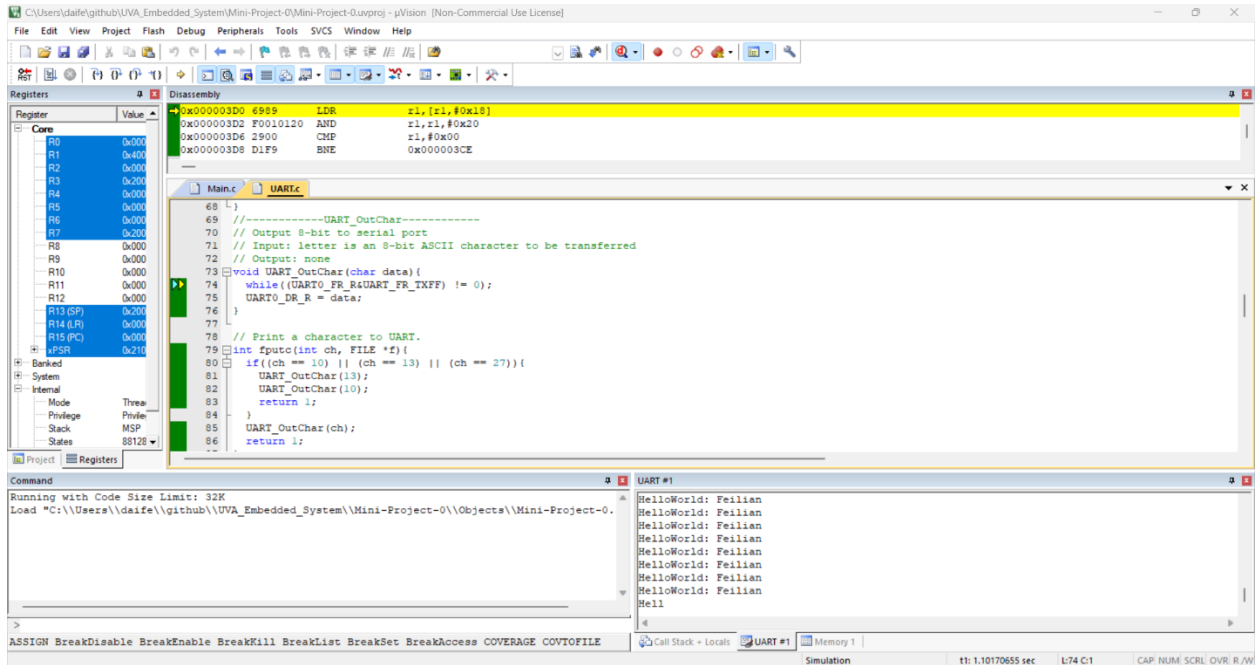 C:\Users\daife\github\UVA_Embedded_System\Mini-Project-0\Mini-Project-0.uvproj - µVision [Non-Commercial Use License]
File Edit View Project Flash Debug Peripherals Tools SVCS Window Help
Registers
Register Value
Core
R0 0x000
R1 0x400
R2 0x000
R3 0x200
R4 0x000
R5 0x000
R6 0x000
R7 0x200
R8 0x000
R9 0x000
R10 0x000
R11 0x000
R12 0x000
R13 (SP) 0x200
R14 (LR) 0x000
R15 (PC) 0x000
xPSR 0x210
Banked
System
Internal
Mode Threa
Privilege Privile
Stack MSP
States 88128
Project Registers
Disassembly
0x000003D0 6989 LDR r1,[r1,#0x18]
0x000003D2 F0010120 AND r1,r1,#0x20
0x000003D6 2900 CMP r1,#0x00
0x000003D8 D1F9 BNE 0x000003CE
Main.c UART.c
68 }
69 //------------UART_OutChar------------
70 // Output 8-bit to serial port
71 // Input: letter is an 8-bit ASCII character to be transferred
72 // Output: none
73 void UART_OutChar(char data){
74 while((UART0_FR_R&UART_FR_TXFF) != 0);
75 UART0_DR_R = data;
76 }
77
78 // Print a character to UART.
79 int fputc(int ch, FILE *f){
80 if((ch == 10) || (ch == 13) || (ch == 27)){
81 UART_OutChar(13);
82 UART_OutChar(10);
83 return 1;
84 }
85 UART_OutChar(ch);
86 return 1;
Command
Running with Code Size Limit: 32K
Load "C:\\Users\\daife\\github\\UVA_Embedded_System\\Mini-Project-0\\Objects\\Mini-Project-0.
>
ASSIGN BreakDisable BreakEnable BreakKill BreakList BreakSet BreakAccess COVERAGE COVTOFILE
UART #1
HelloWorld: Feilian
HelloWorld: Feilian
HelloWorld: Feilian
HelloWorld: Feilian
HelloWorld: Feilian
HelloWorld: Feilian
HelloWorld: Feilian
HelloWorld: Feilian
Hell
Call Stack + Locals UART #1 Memory 1
Simulation t1: 1.10170655 sec L:74 C:1 CAP NUM SCRL OVR R/W